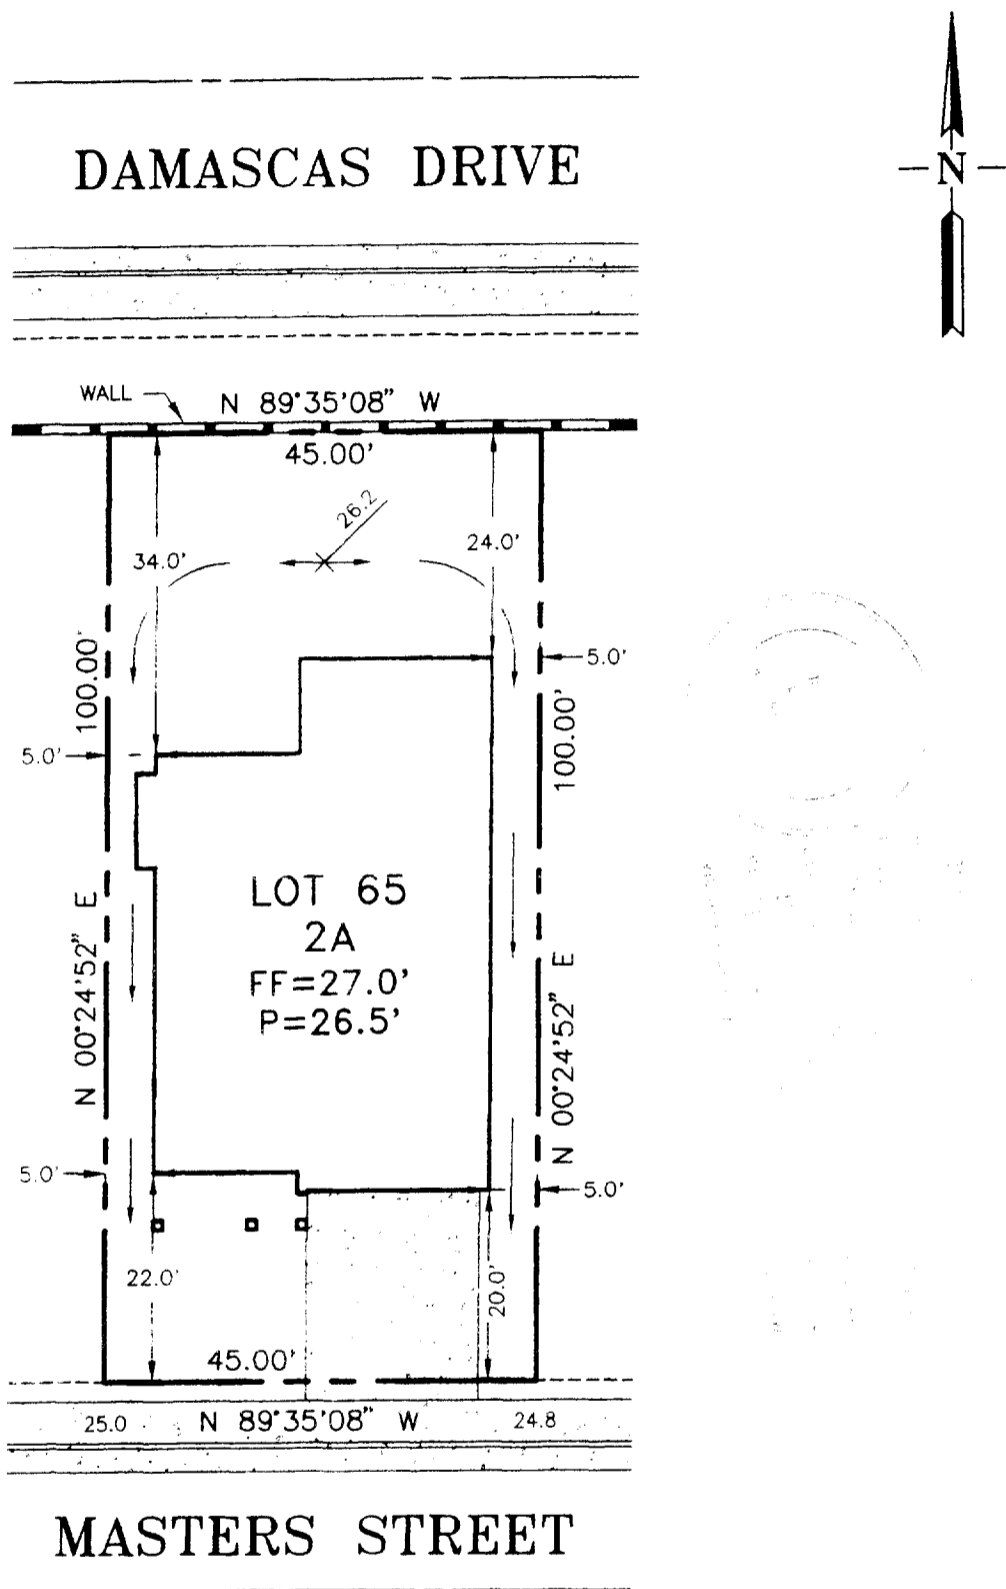 DAMASCAS DRIVE
N
WALL
N 89°35'08" W
45.00'
26.2
34.0'
24.0'
100.00'
5.0'
100.00'
5.0'
LOT 65
2A
FF=27.0'
P=26.5'
N 00°24'52" E
N 00°24'52" E
5.0'
5.0'
22.0'
20.0'
45.00'
25.0
N 89°35'08" W
24.8
MASTERS STREET